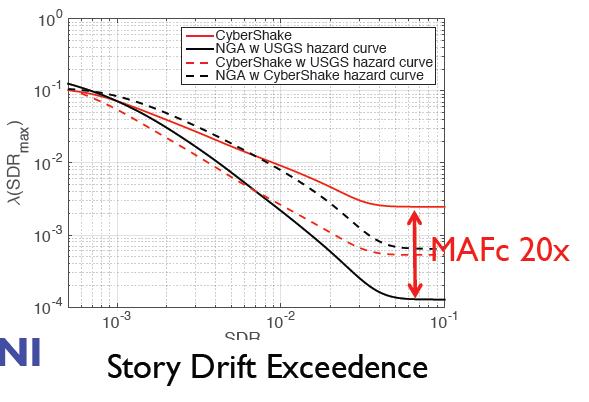 10^0
CyberShake
NGA w USGS hazard curve
CyberShake w USGS hazard curve
NGA w CyberShake hazard curve
10^-1
λ(SDR_max)
10^-2
10^-3
MAFc 20x
10^-4
10^-3
10^-2
10^-1
SDR
NI
Story Drift Exceedence